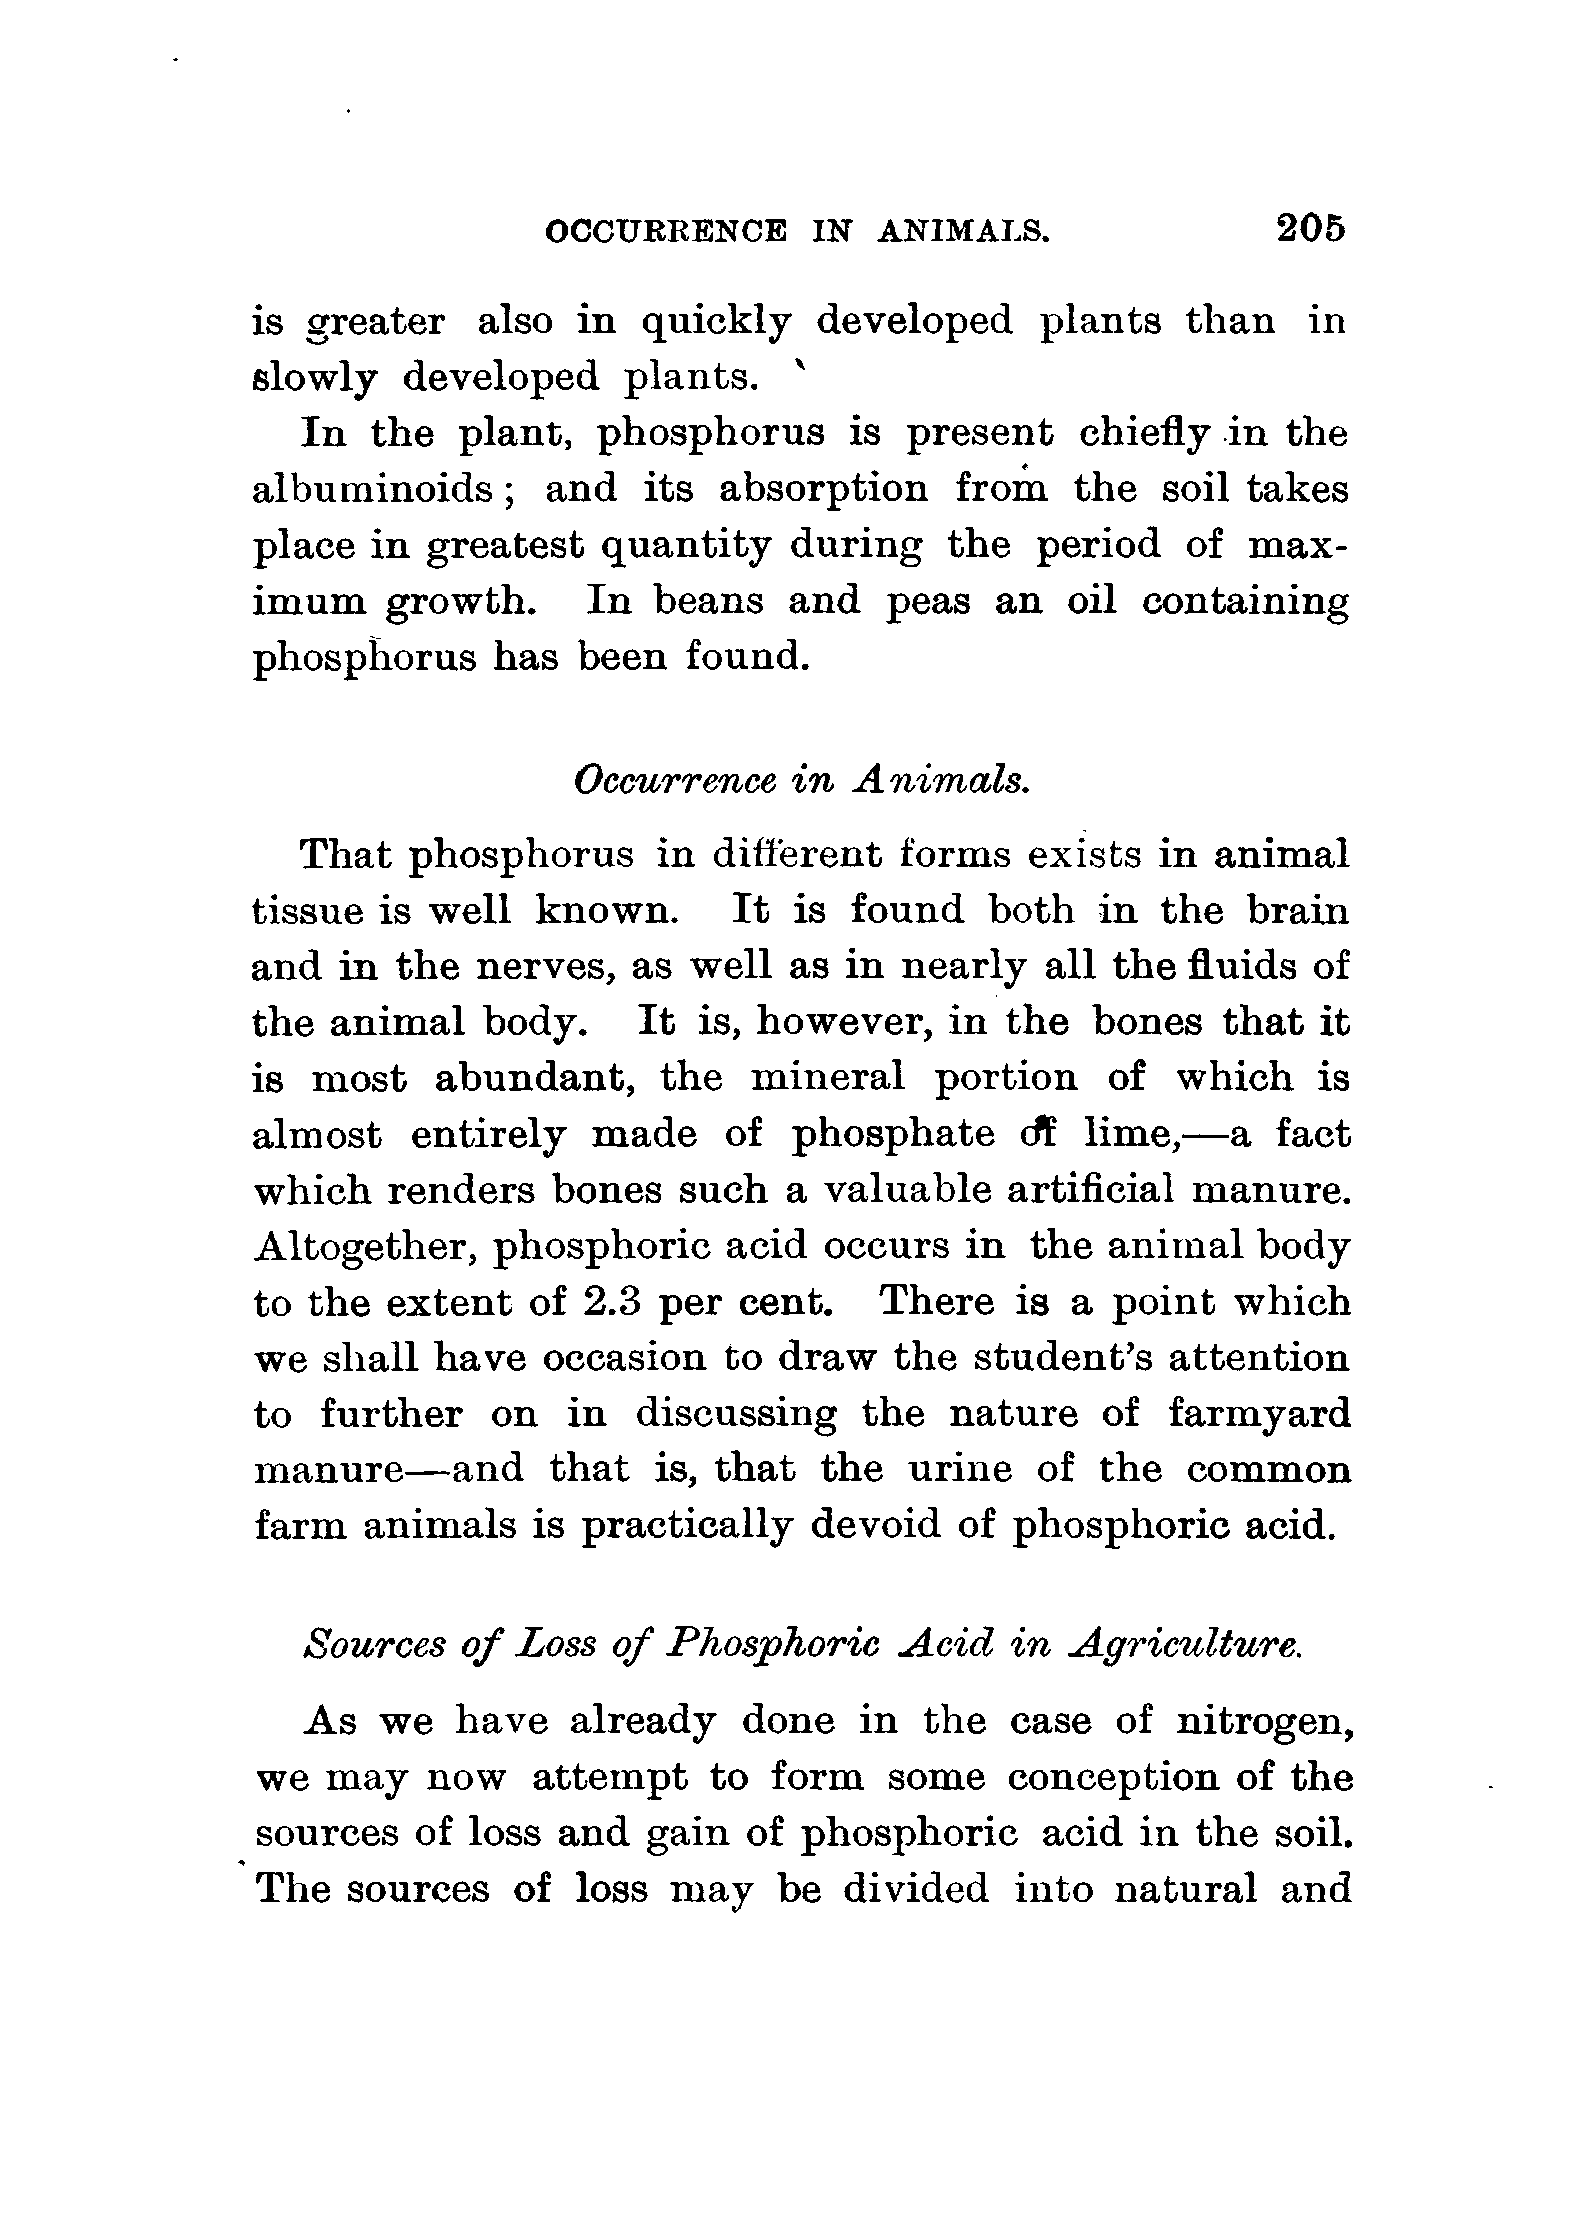 OCCURRENCE IN ANIMALS. 205
is greater also in quickly developed plants than in
slowly developed plants.
In the plant, phosphorus is present chiefly in the
albuminoids ; and its absorption from the soil takes
place in greatest quantity during the period of max-
imum growth. In beans and peas an oil containing
phosphorus has been found.
Occurrence in Animals.
That phosphorus in different forms exists in animal
tissue is well known. It is found both in the brain
and in the nerves, as well as in nearly all the fluids of
the animal body. It is, however, in the bones that it
is most abundant, the mineral portion of which is
almost entirely made of phosphate of lime,—a fact
which renders bones such a valuable artificial manure.
Altogether, phosphoric acid occurs in the animal body
to the extent of 2.3 per cent. There is a point which
we shall have occasion to draw the student's attention
to further on in discussing the nature of farmyard
manure—and that is, that the urine of the common
farm animals is practically devoid of phosphoric acid.
Sources of Loss of Phosphoric Acid in Agriculture.
As we have already done in the case of nitrogen,
we may now attempt to form some conception of the
sources of loss and gain of phosphoric acid in the soil.
The sources of loss may be divided into natural and